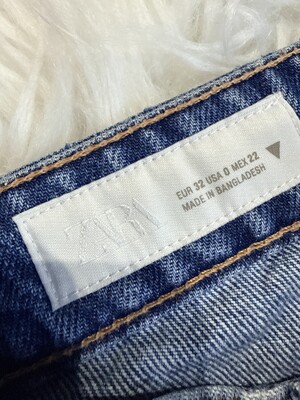 ZARA
EUR 32 USA 0 MEX 22
MADE IN BANGLADESH